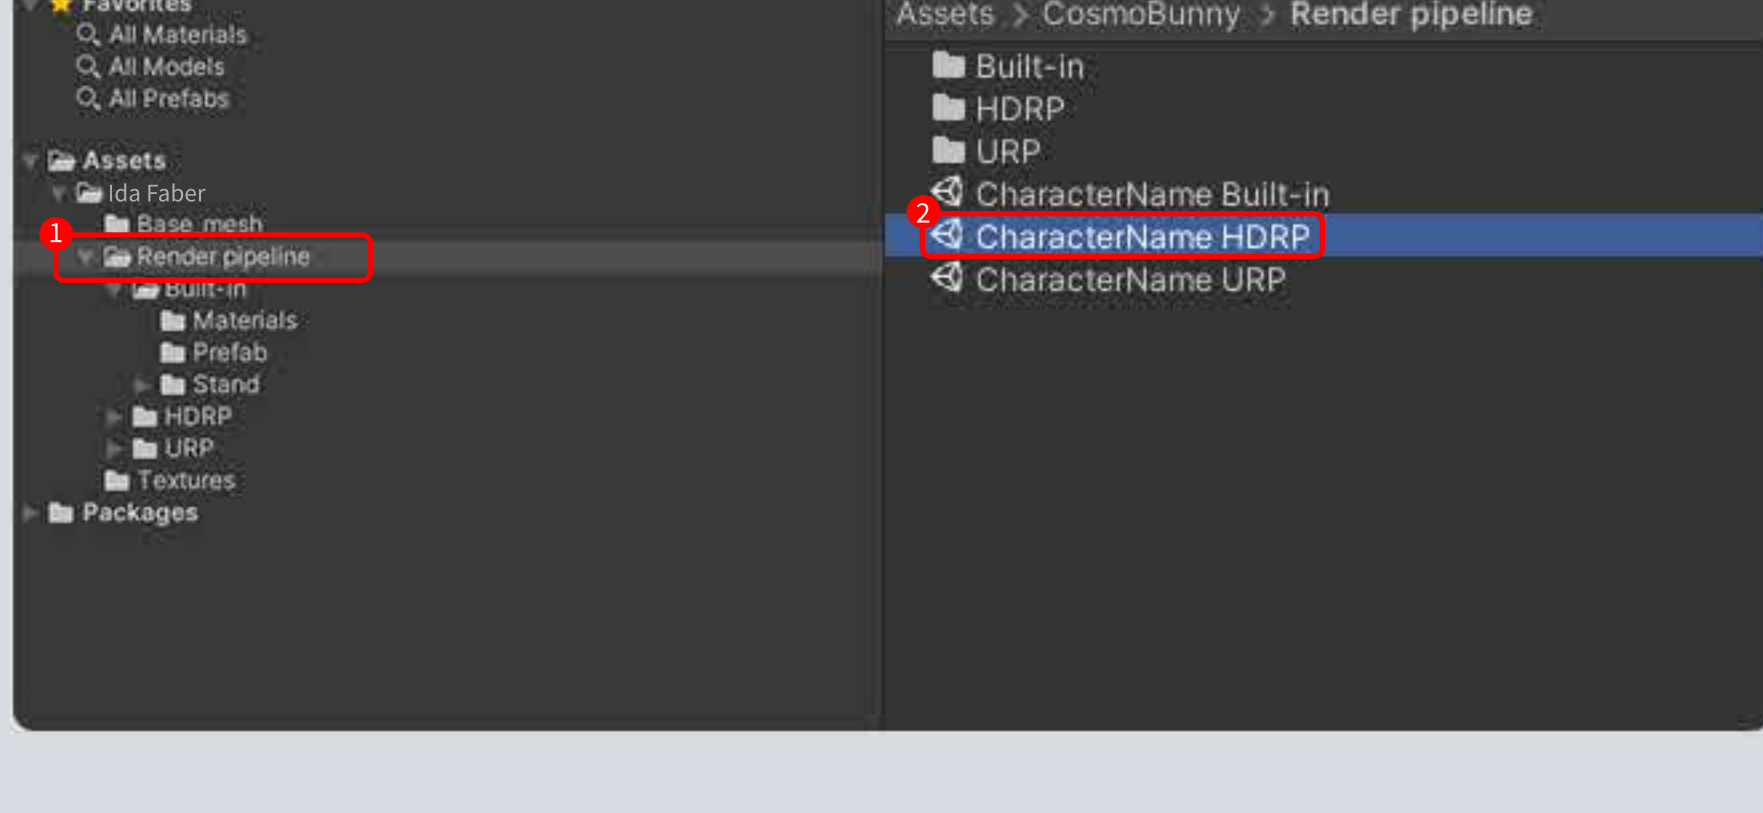 Favorites
All Materials
All Models
All Prefabs
Assets
Ida Faber
Base mesh
1
Render pipeline
Built-in
Materials
Prefab
Stand
HDRP
URP
Textures
Packages
Assets > CosmoBunny > Render pipeline
Built-in
HDRP
URP
CharacterName Built-in
2
CharacterName HDRP
CharacterName URP